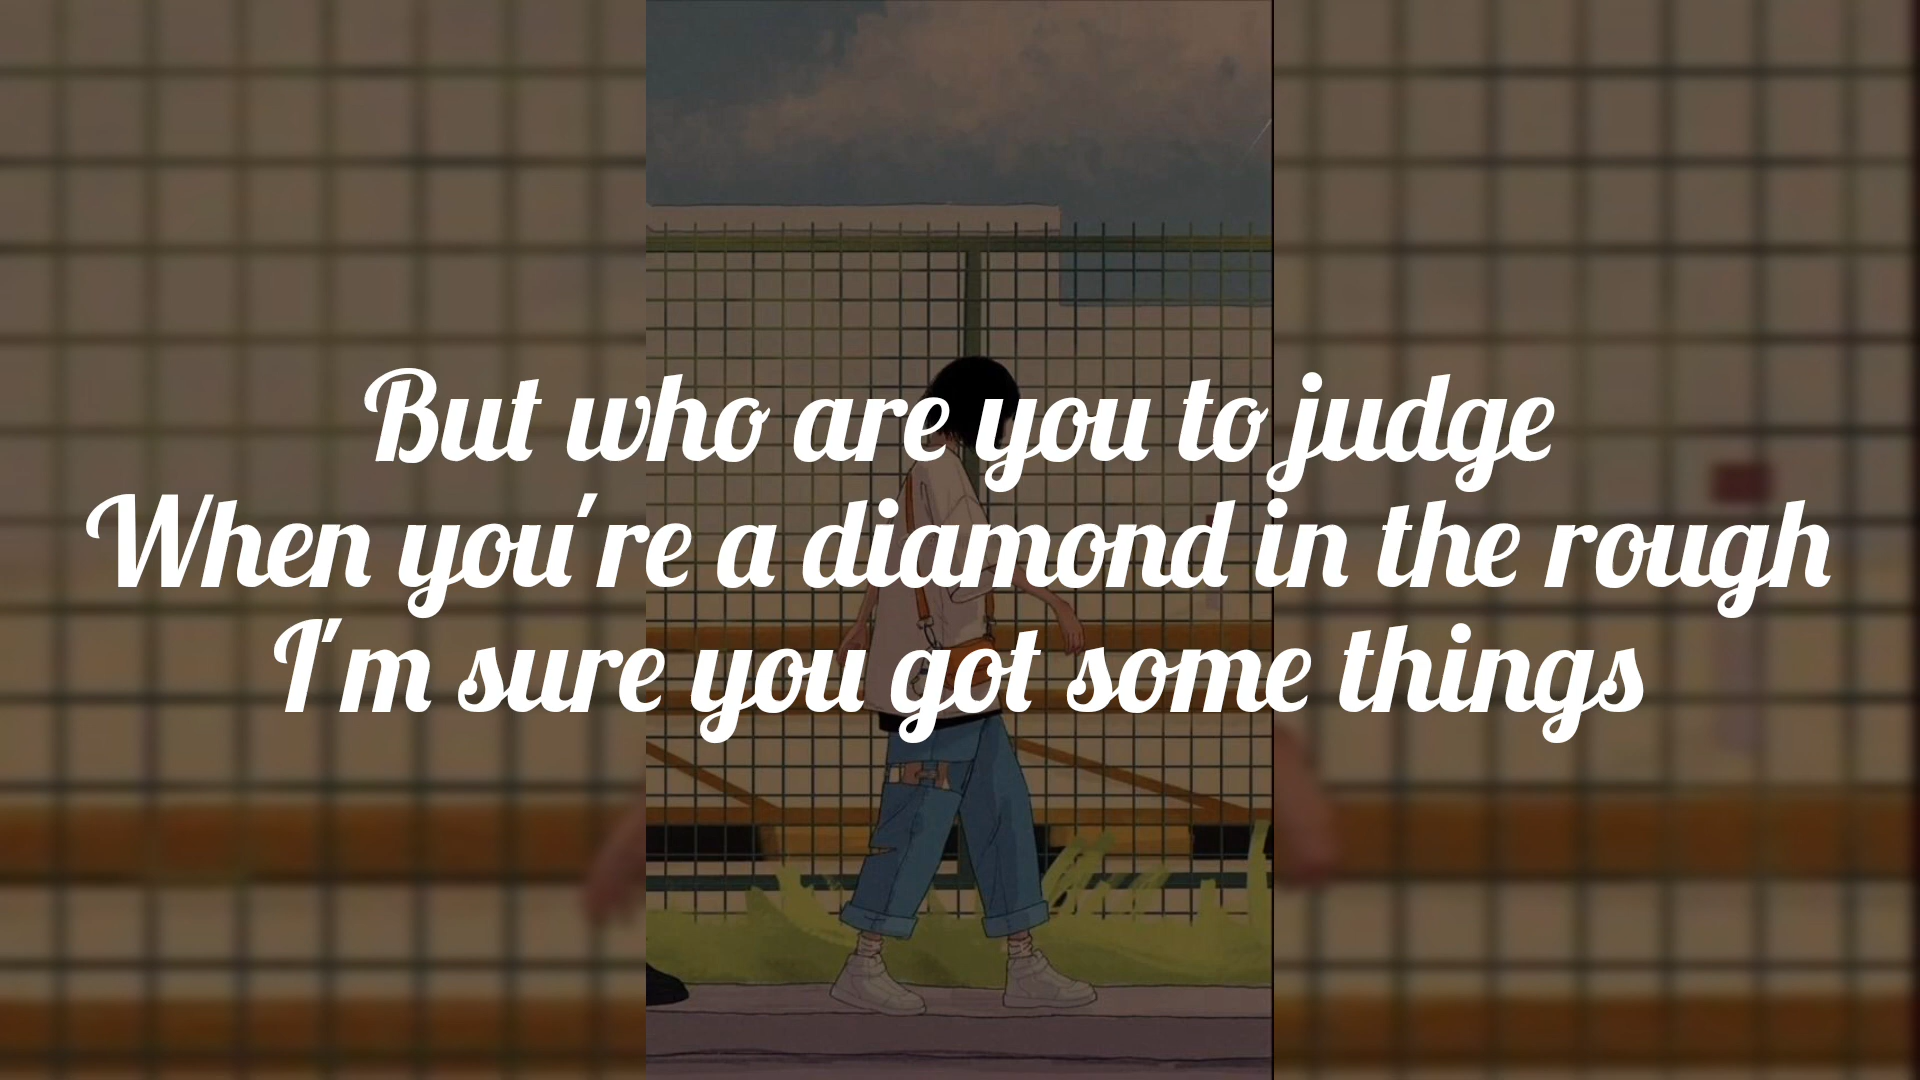 But who are you to judge
When you're a diamond in the rough
I'm sure you got some things